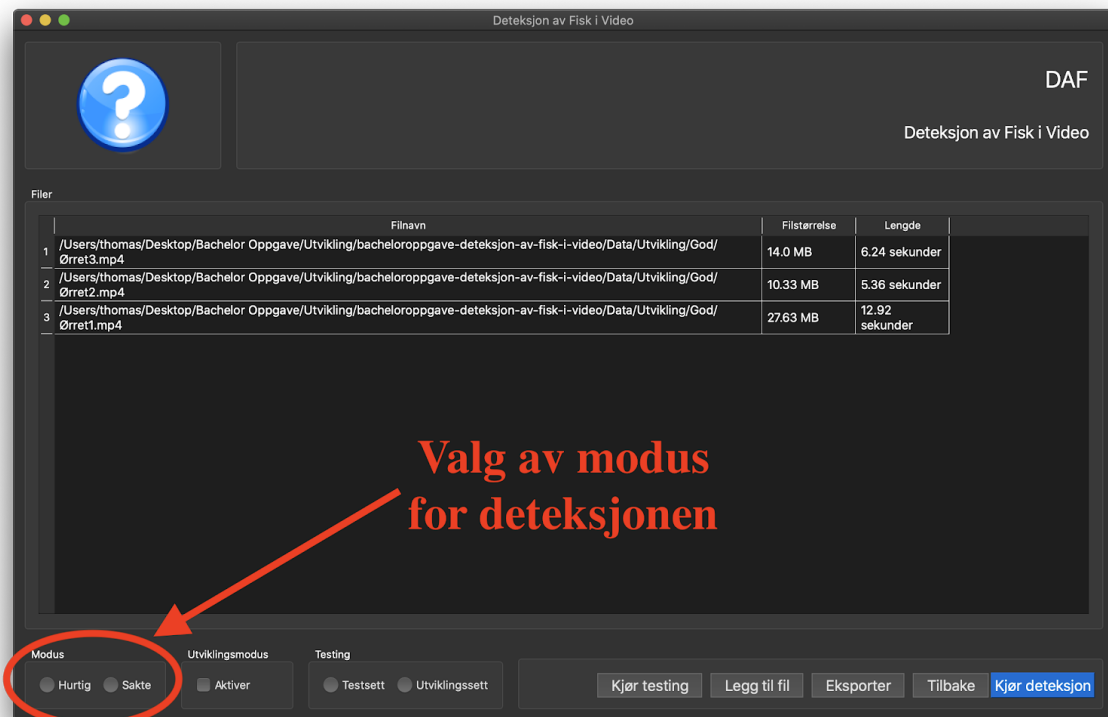 Deteksjon av Fisk i Video
DAF
Deteksjon av Fisk i Video
Filer
Filnavn Filstørrelse Lengde
1 /Users/thomas/Desktop/Bachelor Oppgave/Utvikling/bacheloroppgave-deteksjon-av-fisk-i-video/Data/Utvikling/God/ 14.0 MB 6.24 sekunder
Ørret3.mp4
2 /Users/thomas/Desktop/Bachelor Oppgave/Utvikling/bacheloroppgave-deteksjon-av-fisk-i-video/Data/Utvikling/God/ 10.33 MB 5.36 sekunder
Ørret2.mp4
3 /Users/thomas/Desktop/Bachelor Oppgave/Utvikling/bacheloroppgave-deteksjon-av-fisk-i-video/Data/Utvikling/God/ 27.63 MB 12.92
Ørret1.mp4 sekunder
Valg av modus
for deteksjonen
Modus Utviklingsmodus Testing
Hurtig Sakte Aktiver Testsett Utviklingssett Kjør testing Legg til fil Eksporter Tilbake Kjør deteksjon